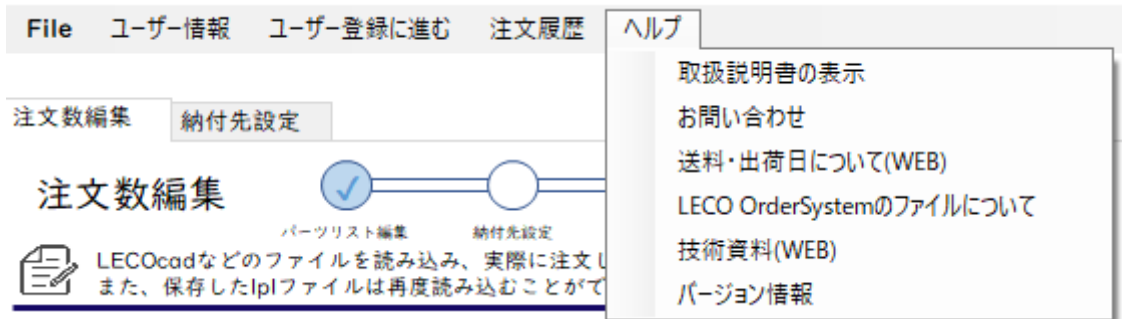 File ユーザー情報 ユーザー登録に進む 注文履歴 ヘルプ
取扱説明書の表示
お問い合わせ
送料・出荷日について(WEB)
LECO OrderSystemのファイルについて
技術資料(WEB)
バージョン情報
注文数編集 納付先設定
注文数編集
パーツリスト編集 納付先設定
LECOcadなどのファイルを読み込み、実際に注文し
また、保存したlplファイルは再度読み込むことがで